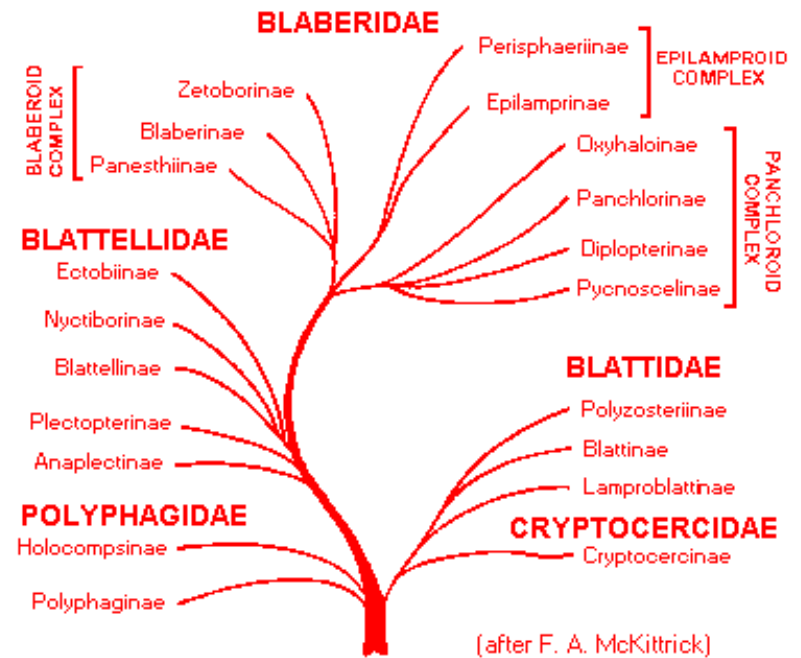 BLABERIDAE
Perisphaeriinae
Epilamprinae
EPILAMPROID
COMPLEX
BLABEROID
COMPLEX
Zetoborinae
Blaberinae
Panesthiinae
Oxyhaloinae
Panchlorinae
Diplopterinae
Pycnoscelinae
PANCHLOROID
COMPLEX
BLATTELLIDAE
Ectobiinae
Nyctiborinae
Blattellinae
Plectopterinae
Anaplectinae
BLATTIDAE
Polyzosteriinae
Blattinae
Lamproblattinae
POLYPHAGIDAE
Holocompsinae
Polyphaginae
CRYPTOCERCIDAE
Cryptocercinae
(after F. A. McKittrick)